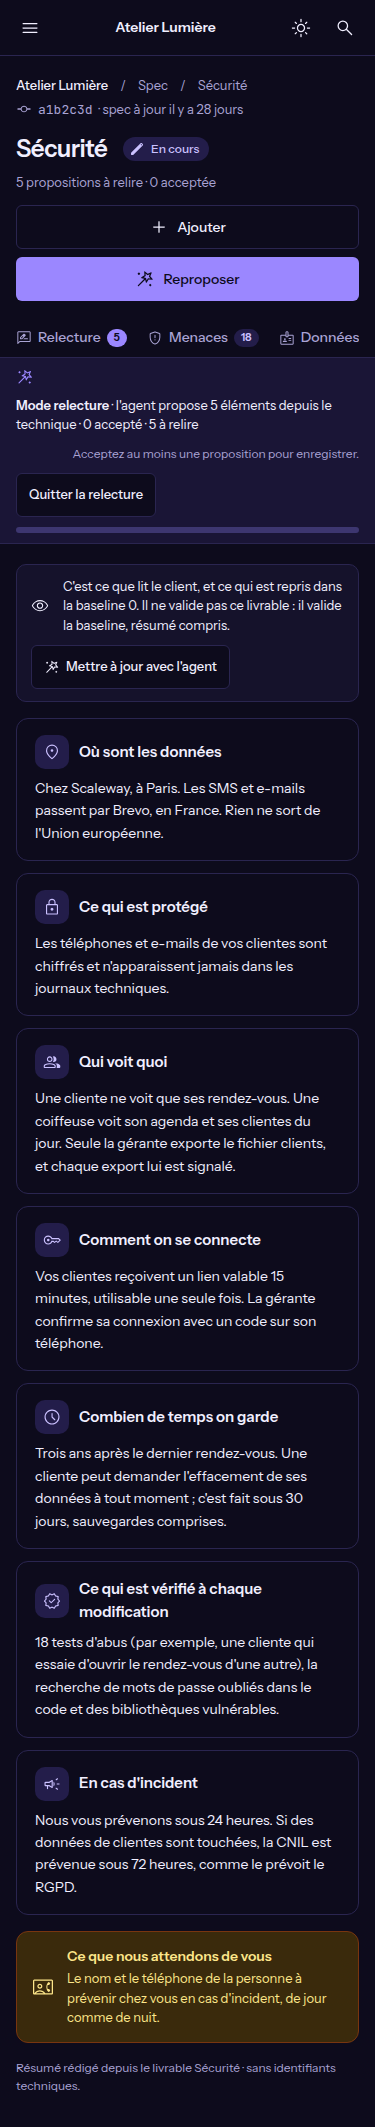 Atelier Lumière
Atelier Lumière / Spec / Sécurité
a1b2c3d · spec à jour il y a 28 jours
Sécurité En cours
5 propositions à relire · 0 acceptée
Ajouter
Reproposer
Relecture 5 Menaces 18 Données
Mode relecture · l'agent propose 5 éléments depuis le
technique · 0 accepté · 5 à relire
Acceptez au moins une proposition pour enregistrer.
Quitter la relecture
C'est ce que lit le client, et ce qui est repris dans
la baseline 0. Il ne valide pas ce livrable : il valide
la baseline, résumé compris.
Mettre à jour avec l'agent
Où sont les données
Chez Scaleway, à Paris. Les SMS et e-mails
passent par Brevo, en France. Rien ne sort de
l'Union européenne.
Ce qui est protégé
Les téléphones et e-mails de vos clientes sont
chiffrés et n'apparaissent jamais dans les
journaux techniques.
Qui voit quoi
Une cliente ne voit que ses rendez-vous. Une
coiffeuse voit son agenda et ses clientes du
jour. Seule la gérante exporte le fichier clients,
et chaque export lui est signalé.
Comment on se connecte
Vos clientes reçoivent un lien valable 15
minutes, utilisable une seule fois. La gérante
confirme sa connexion avec un code sur son
téléphone.
Combien de temps on garde
Trois ans après le dernier rendez-vous. Une
cliente peut demander l'effacement de ses
données à tout moment ; c'est fait sous 30
jours, sauvegardes comprises.
Ce qui est vérifié à chaque
modification
18 tests d'abus (par exemple, une cliente qui
essaie d'ouvrir le rendez-vous d'une autre), la
recherche de mots de passe oubliés dans le
code et des bibliothèques vulnérables.
En cas d'incident
Nous vous prévenons sous 24 heures. Si des
données de clientes sont touchées, la CNIL est
prévenue sous 72 heures, comme le prévoit le
RGPD.
Ce que nous attendons de vous
Le nom et le téléphone de la personne à
prévenir chez vous en cas d'incident, de jour
comme de nuit.
Résumé rédigé depuis le livrable Sécurité · sans identifiants
techniques.